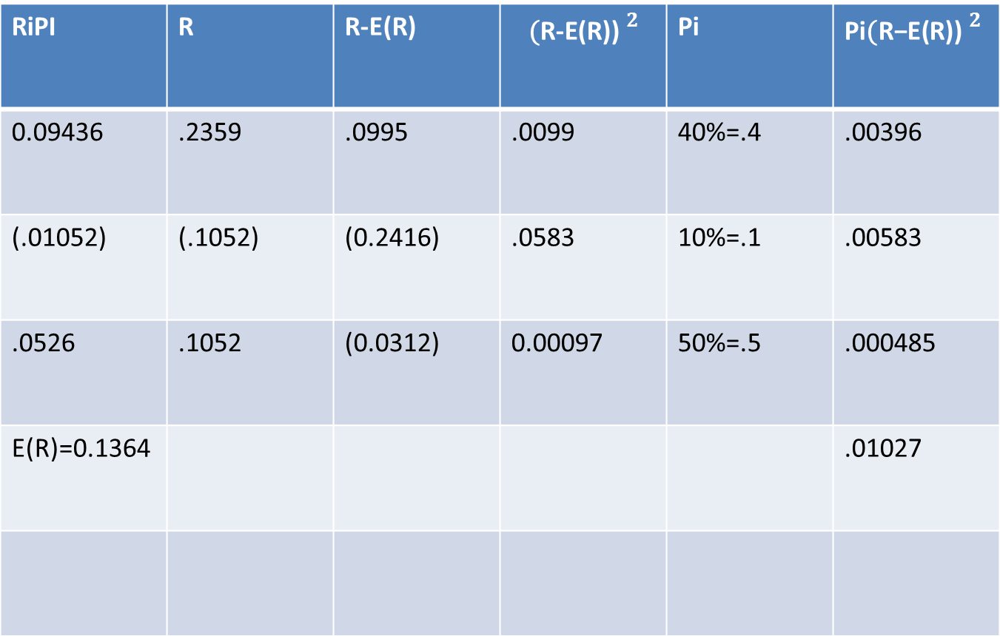 RiPI R R-E(R) (R-E(R)) ² Pi Pi(R–E(R)) ²
0.09436 .2359 .0995 .0099 40%=.4 .00396
(.01052) (.1052) (0.2416) .0583 10%=.1 .00583
.0526 .1052 (0.0312) 0.00097 50%=.5 .000485
E(R)=0.1364 .01027